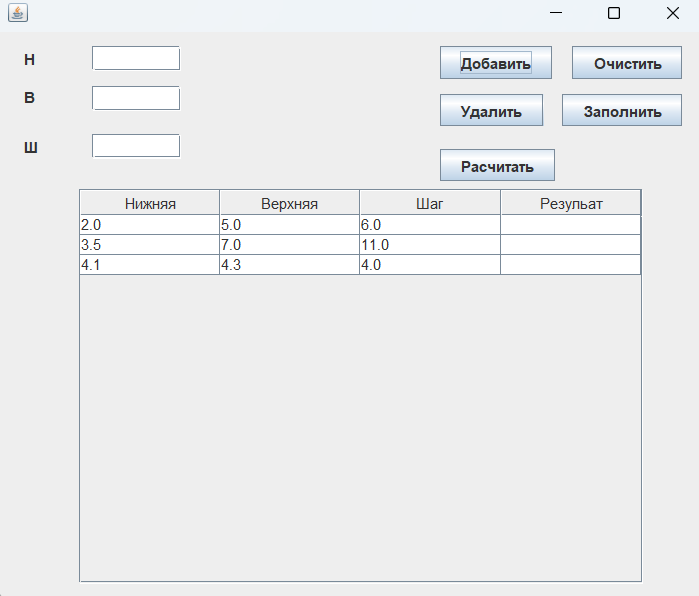 Н
Добавить Очистить
В
Удалить Заполнить
Ш
Расчитать
Нижняя Верхняя Шаг Резульат
2.0 5.0 6.0
3.5 7.0 11.0
4.1 4.3 4.0